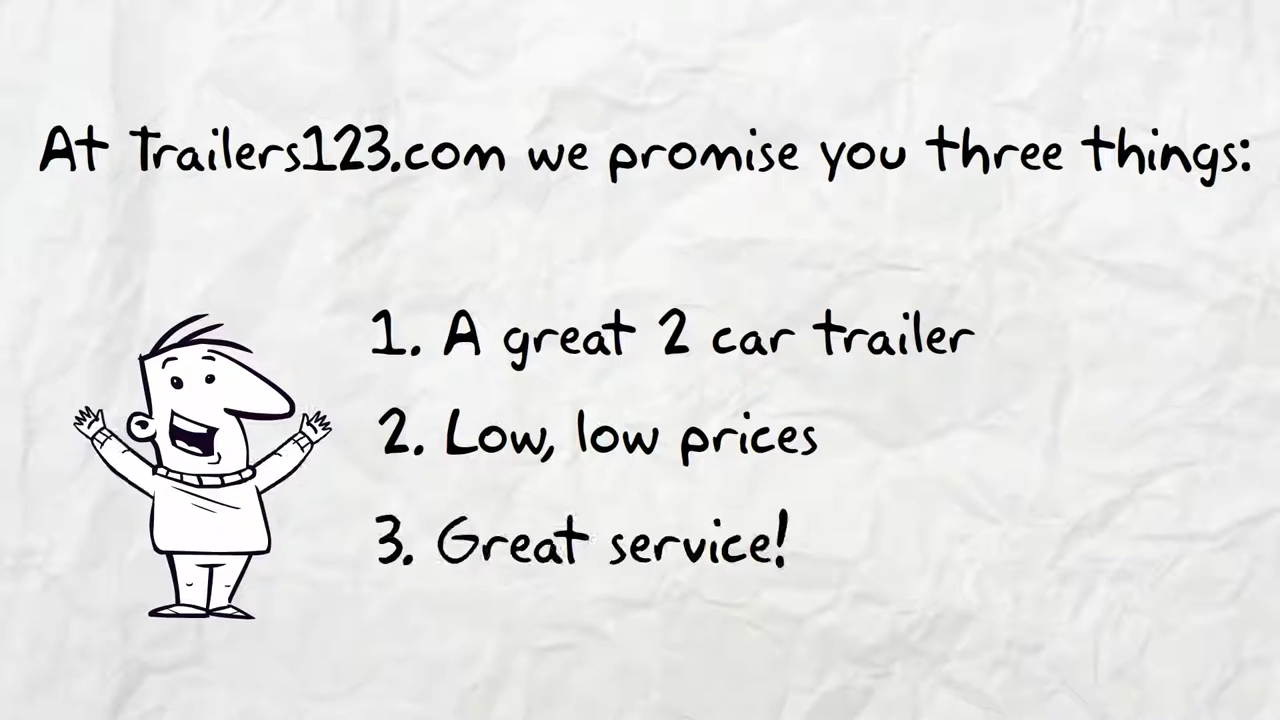 At Trailers123.com we promise you three things:
1. A great 2 car trailer
2. Low, low prices
3. Great service!